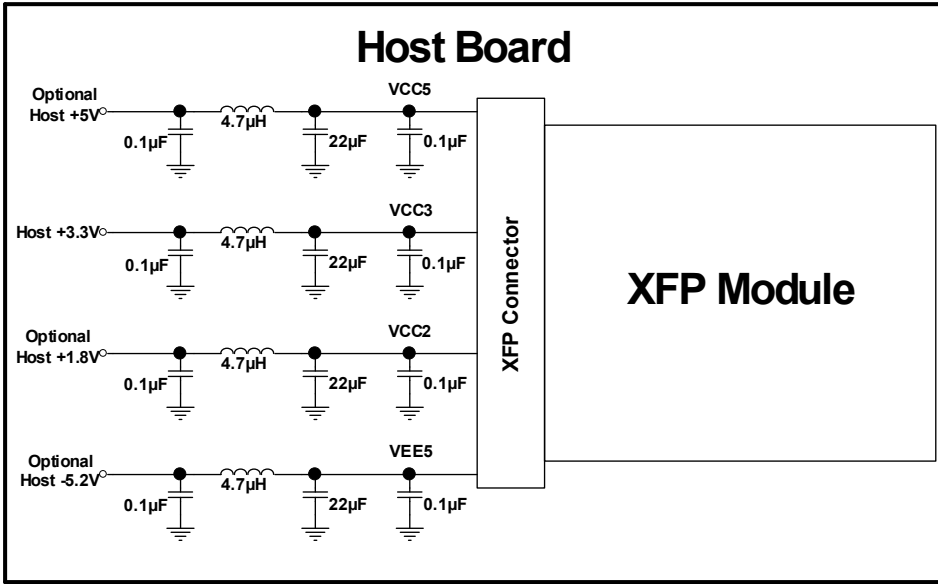 Host Board
Optional
Host +5V
0.1µF
4.7µH
22µF
VCC5
0.1µF
Host +3.3V
0.1µF
4.7µH
22µF
VCC3
0.1µF
Optional
Host +1.8V
0.1µF
4.7µH
22µF
VCC2
0.1µF
Optional
Host -5.2V
0.1µF
4.7µH
22µF
VEE5
0.1µF
XFP Connector
XFP Module